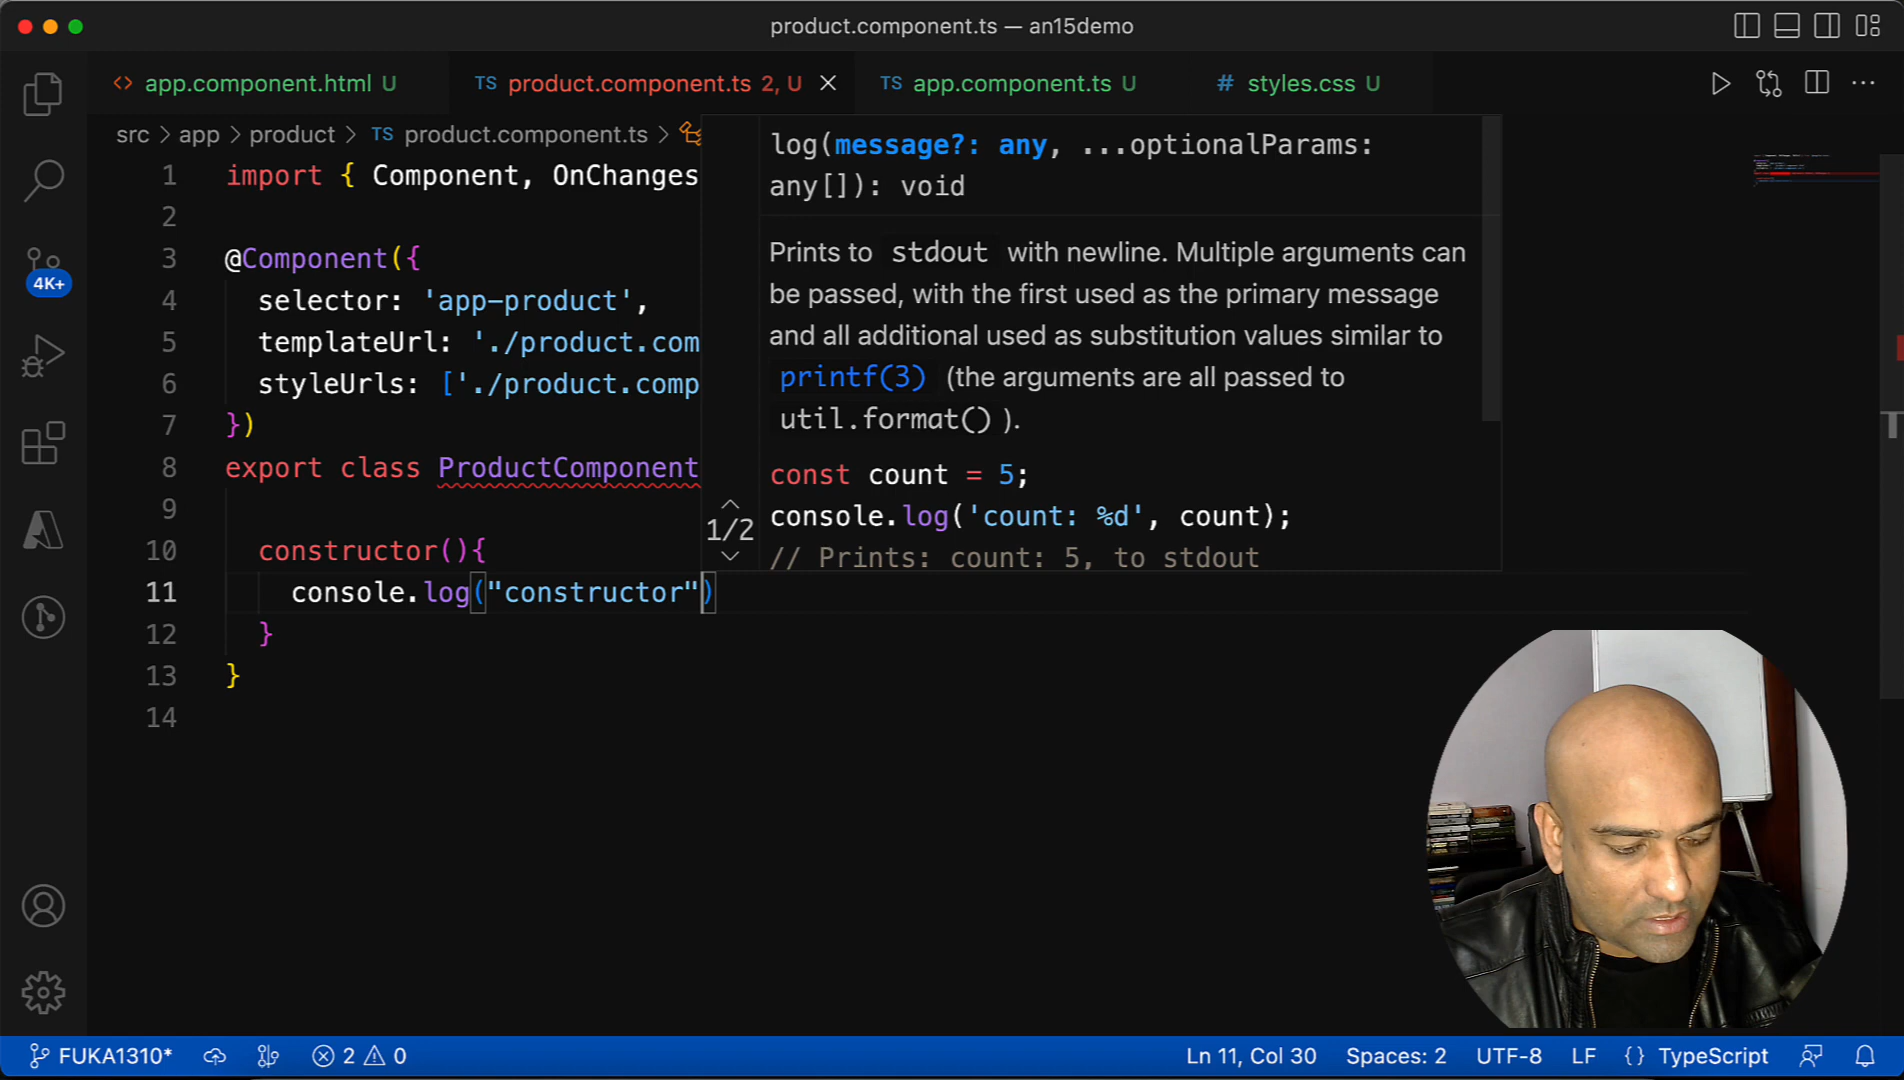 product.component.ts — an15demo
<> app.component.html U
TS product.component.ts 2, U
TS app.component.ts U
# styles.css U
src > app > product > TS product.component.ts >
1 import { Component, OnChanges
2
3 @Component({
4 selector: 'app-product',
5 templateUrl: './product.com
6 styleUrls: ['./product.comp
7 })
8 export class ProductComponent
9
10 constructor(){
11 console.log("constructor")
12 }
13 }
14
log(message?: any, ...optionalParams:
any[]): void
Prints to stdout with newline. Multiple arguments can
be passed, with the first used as the primary message
and all additional used as substitution values similar to
printf(3) (the arguments are all passed to
util.format() ).
const count = 5;
console.log('count: %d', count);
// Prints: count: 5, to stdout
1/2
4K+
FUKA1310* 2 0 Ln 11, Col 30 Spaces: 2 UTF-8 LF {} TypeScript